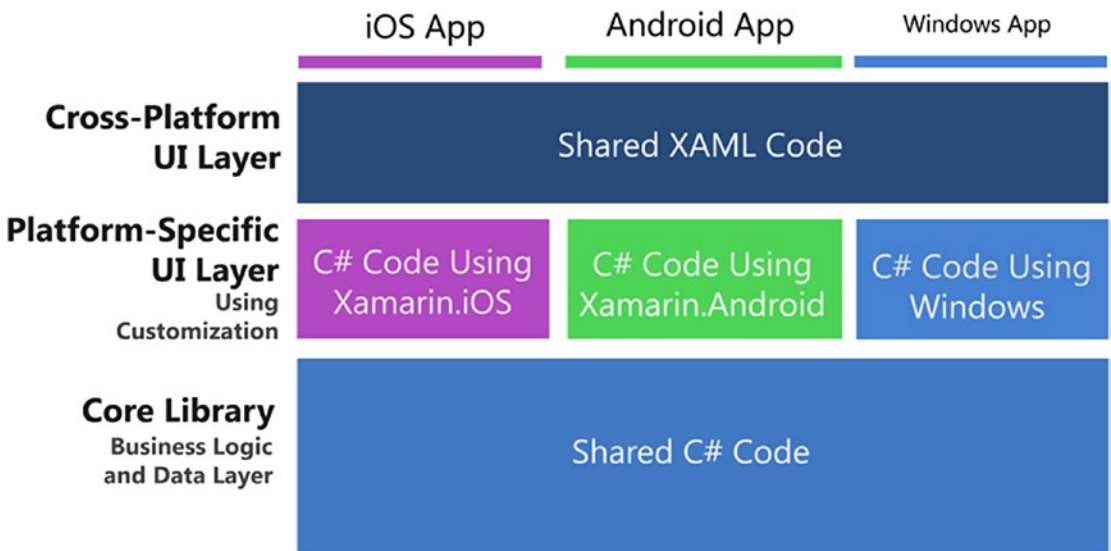 iOS App
Android App
Windows App
Cross-Platform
UI Layer
Shared XAML Code
Platform-Specific
UI Layer
Using
Customization
C# Code Using
Xamarin.iOS
C# Code Using
Xamarin.Android
C# Code Using
Windows
Core Library
Business Logic
and Data Layer
Shared C# Code